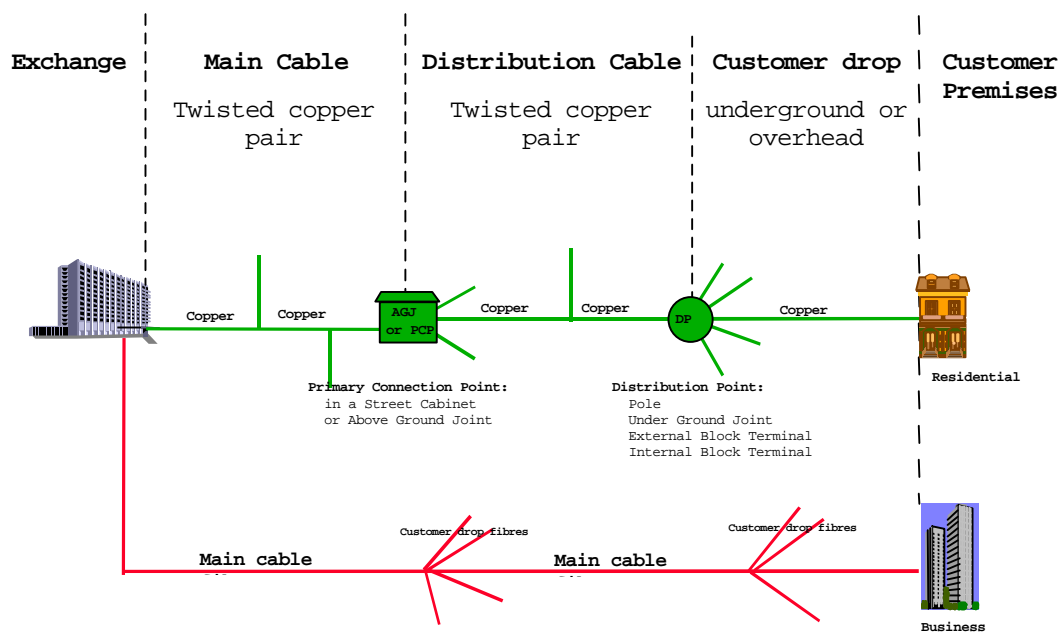 Exchange
Main Cable
Distribution Cable
Customer drop
Customer
Premises
Twisted copper
pair
Twisted copper
pair
underground or
overhead
Copper
Copper
AGJ
or PCP
Copper
Copper
DP
Copper
Residential
Primary Connection Point:
in a Street Cabinet
or Above Ground Joint
Distribution Point:
Pole
Under Ground Joint
External Block Terminal
Internal Block Terminal
Customer drop fibres
Customer drop fibres
Main cable
Main cable
Business